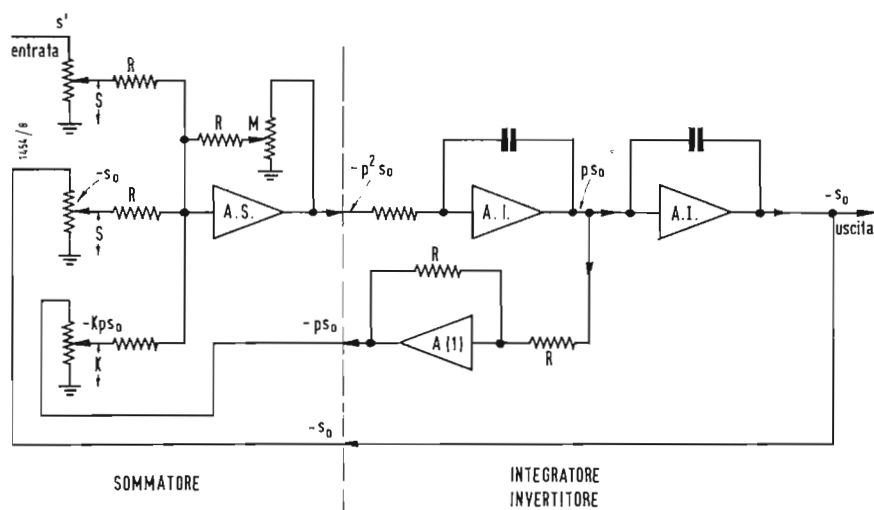 s'
entrata
R
S
R
M
1454/8
-s₀
R
S
A.S.
-p²s₀
A.I.
ps₀
A.I.
-s₀
uscita
R
-Kps₀
K
-ps₀
A(1)
R
-s₀
SOMMATORE
INTEGRATORE
INVERTITORE